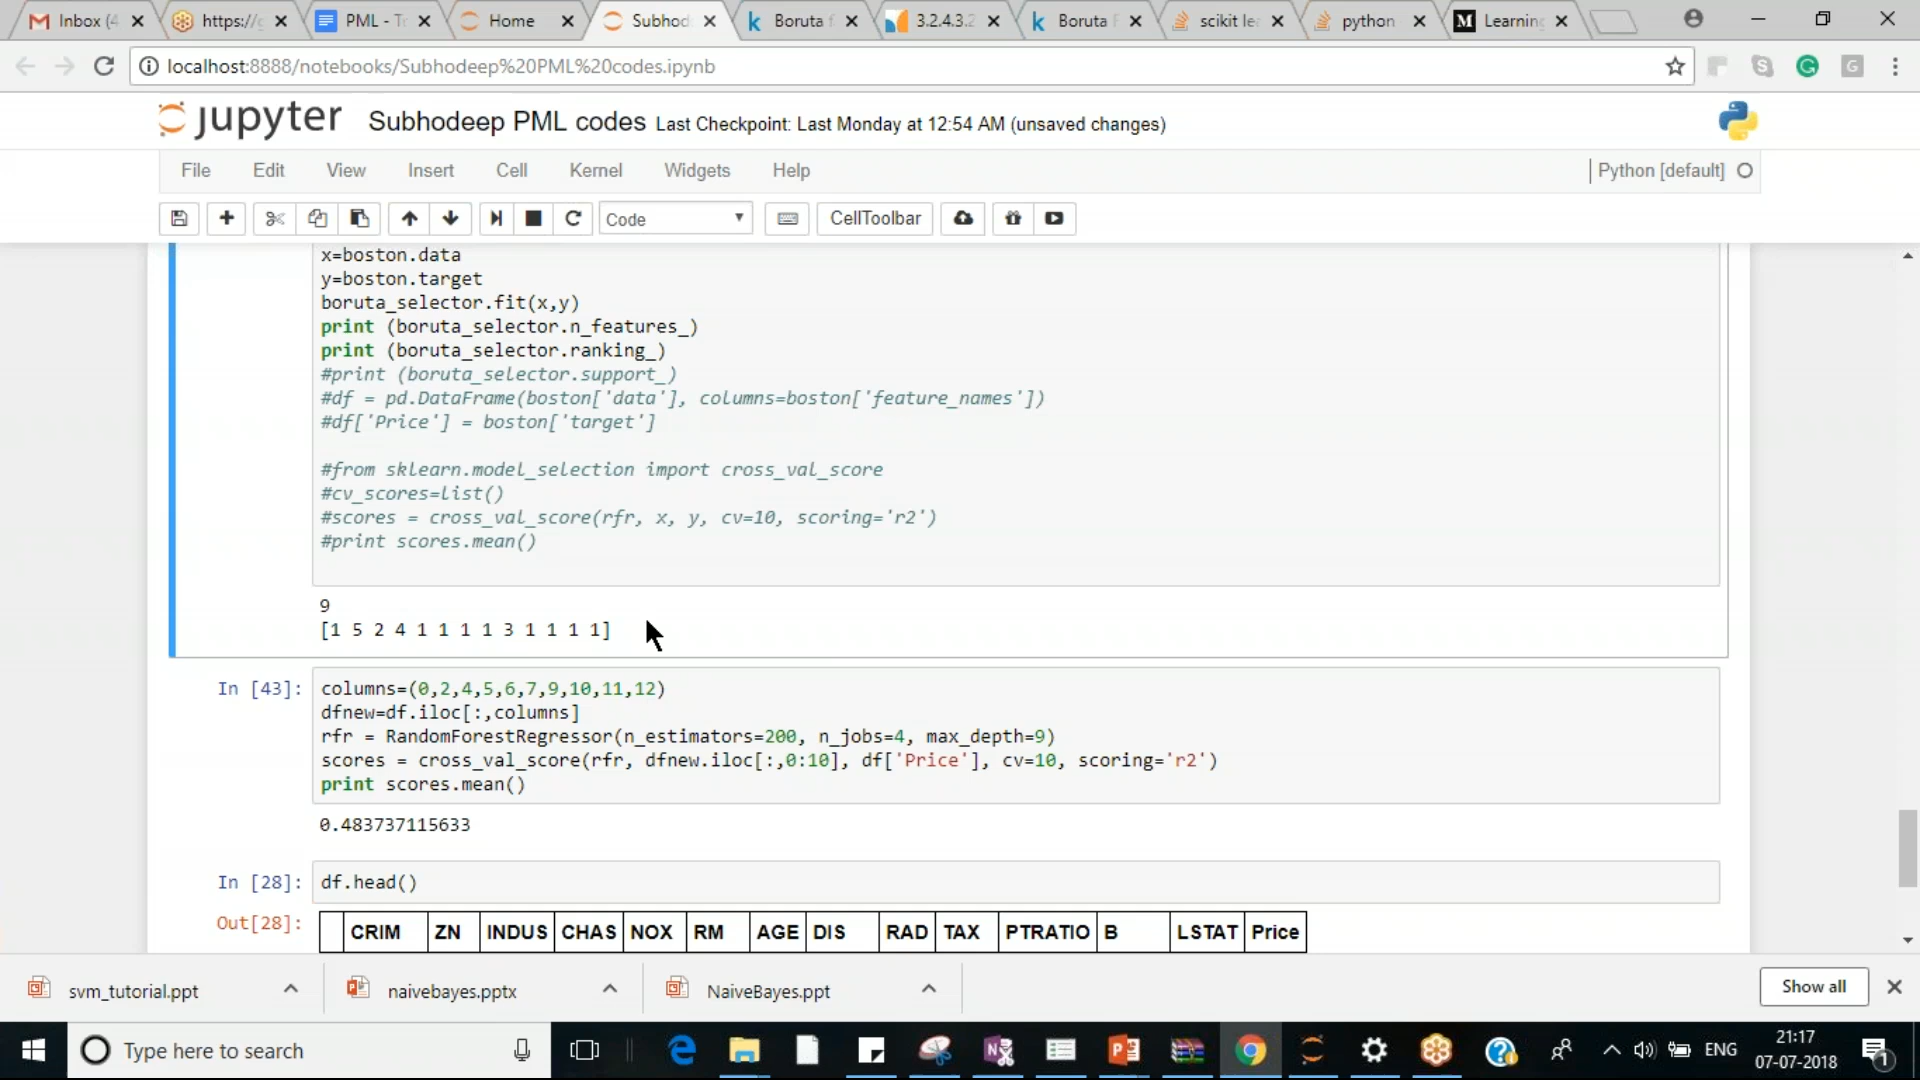 Inbox (4
https://g
PML - Tr
Home
Subhod
Boruta f
3.2.4.3.2
Boruta F
scikit le
python
Learning
localhost:8888/notebooks/Subhodeep%20PML%20codes.ipynb
jupyter Subhodeep PML codes Last Checkpoint: Last Monday at 12:54 AM (unsaved changes)
File Edit View Insert Cell Kernel Widgets Help Python [default]
Code CellToolbar
x=boston.data
y=boston.target
boruta_selector.fit(x,y)
print (boruta_selector.n_features_)
print (boruta_selector.ranking_)
#print (boruta_selector.support_)
#df = pd.DataFrame(boston['data'], columns=boston['feature_names'])
#df['Price'] = boston['target']
#from sklearn.model_selection import cross_val_score
#cv_scores=list()
#scores = cross_val_score(rfr, x, y, cv=10, scoring='r2')
#print scores.mean()
9
[1 5 2 4 1 1 1 1 3 1 1 1 1]
In [43]: columns=(0,2,4,5,6,7,9,10,11,12)
dfnew=df.iloc[:,columns]
rfr = RandomForestRegressor(n_estimators=200, n_jobs=4, max_depth=9)
scores = cross_val_score(rfr, dfnew.iloc[:,0:10], df['Price'], cv=10, scoring='r2')
print scores.mean()
0.483737115633
In [28]: df.head()
Out[28]: CRIM ZN INDUS CHAS NOX RM AGE DIS RAD TAX PTRATIO B LSTAT Price
svm_tutorial.ppt naivebayes.pptx NaiveBayes.ppt Show all
Type here to search
ENG
21:17
07-07-2018
1